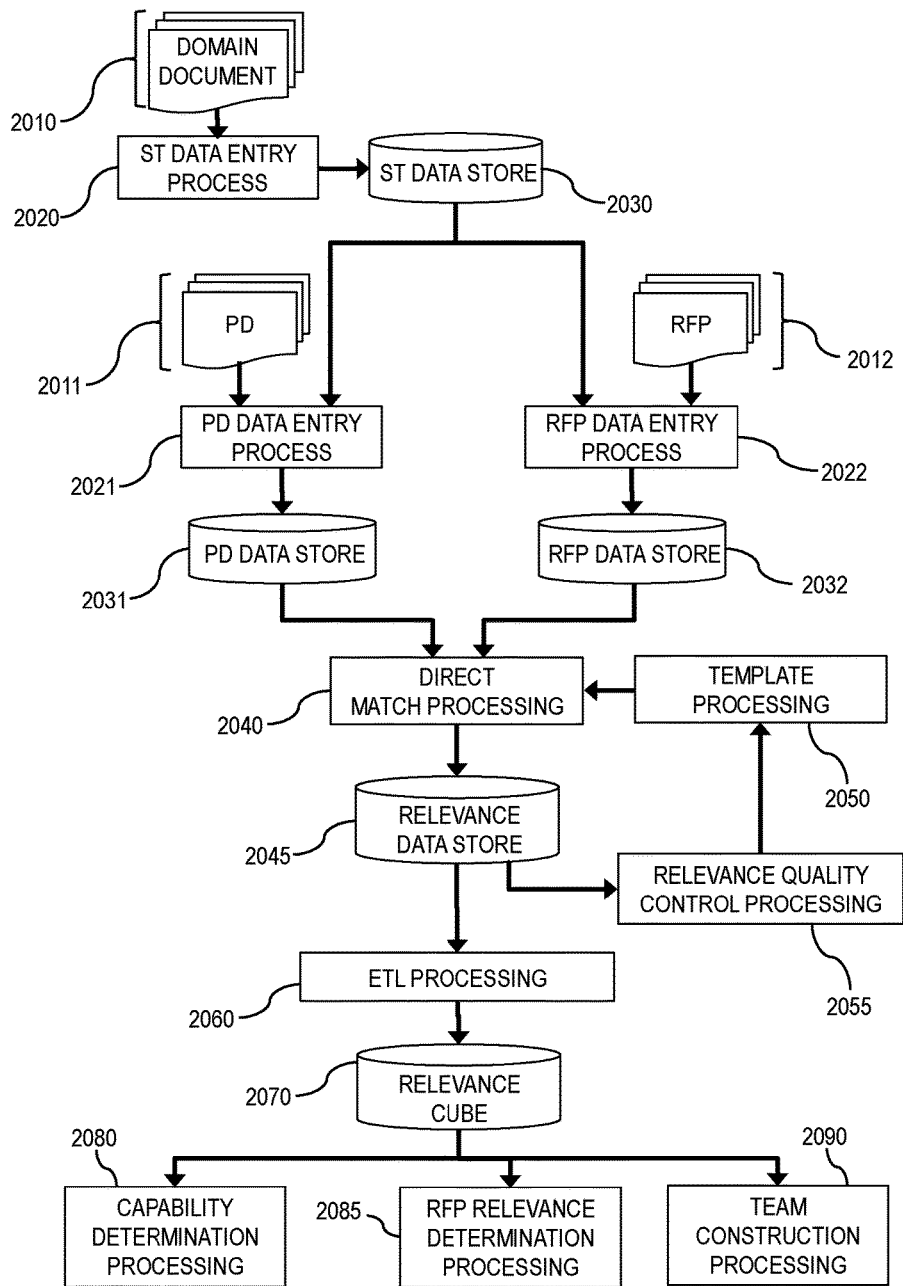 DOMAIN
DOCUMENT
2010
ST DATA ENTRY
PROCESS
2020
ST DATA STORE
2030
PD
2011
RFP
2012
PD DATA ENTRY
PROCESS
2021
RFP DATA ENTRY
PROCESS
2022
PD DATA STORE
2031
RFP DATA STORE
2032
DIRECT
MATCH PROCESSING
2040
TEMPLATE
PROCESSING
2050
RELEVANCE
DATA STORE
2045
RELEVANCE QUALITY
CONTROL PROCESSING
2055
ETL PROCESSING
2060
RELEVANCE
CUBE
2070
2080
CAPABILITY
DETERMINATION
PROCESSING
2085
RFP RELEVANCE
DETERMINATION
PROCESSING
2090
TEAM
CONSTRUCTION
PROCESSING